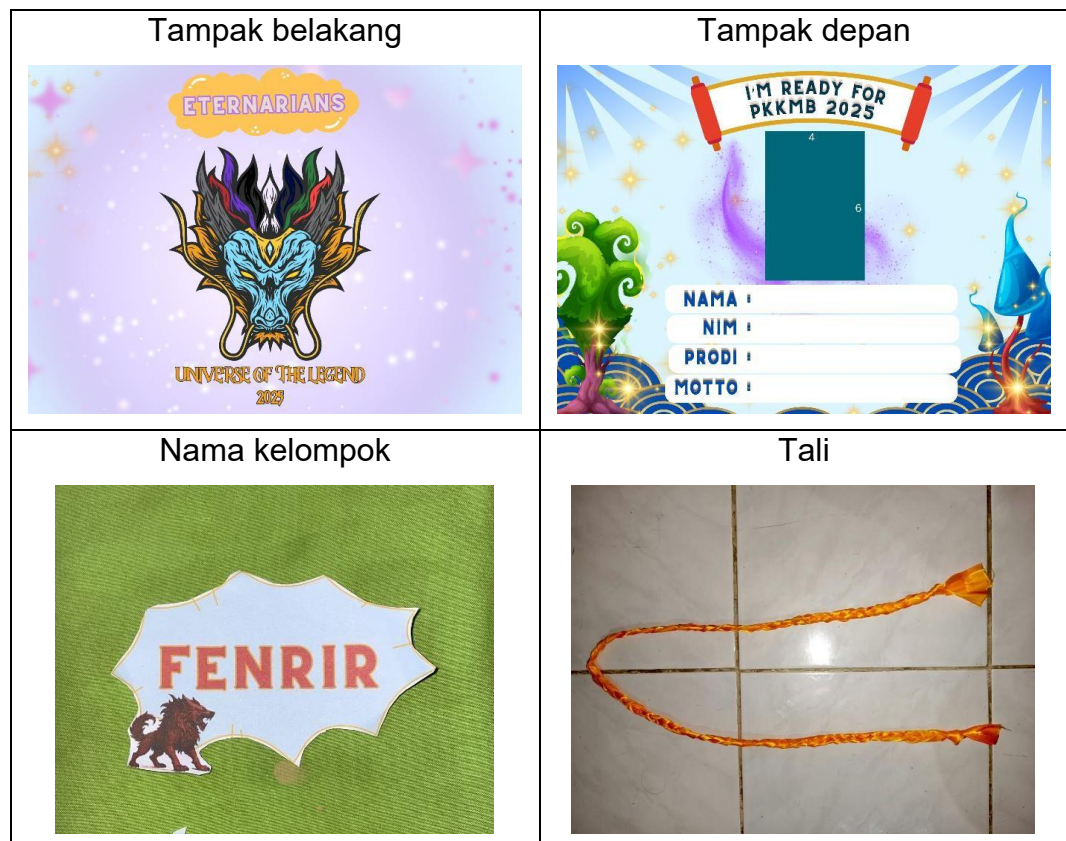 Tampak belakang
ETERNARIANS
UNIVERSE OF THE LEGEND
2025
Tampak depan
I'M READY FOR
PKKMB 2025
4
6
NAMA :
NIM :
PRODI :
MOTTO :
Nama kelompok
FENRIR
Tali